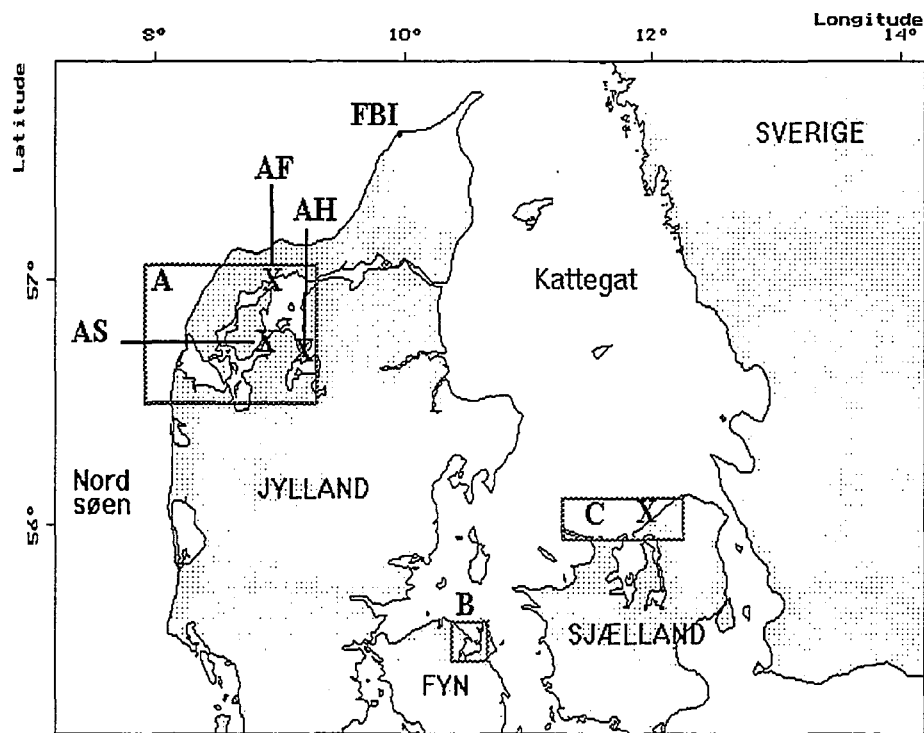 Longitude
8° 10° 12° 14°
Latitude
57°
56°
FBI
SVERIGE
AF
AH
A
X
Kattegat
AS
X
X
Nord
søen
JYLLAND
C
X
B
SJÆLLAND
FYN